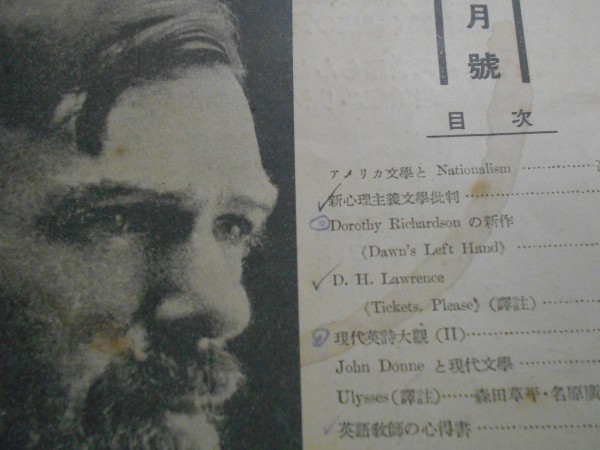 月
號
目次
アメリカ文學と Nationalism
新心理主義文學批判
Dorothy Richardson の新作
《Dawn's Left Hand》
D. H. Lawrence
《Tickets, Please》(譯註)
現代英詩大觀 (II)
John Donne と現代文學
Ulysses (譯註)……森田草平・名原廣
英語敎師の心得書